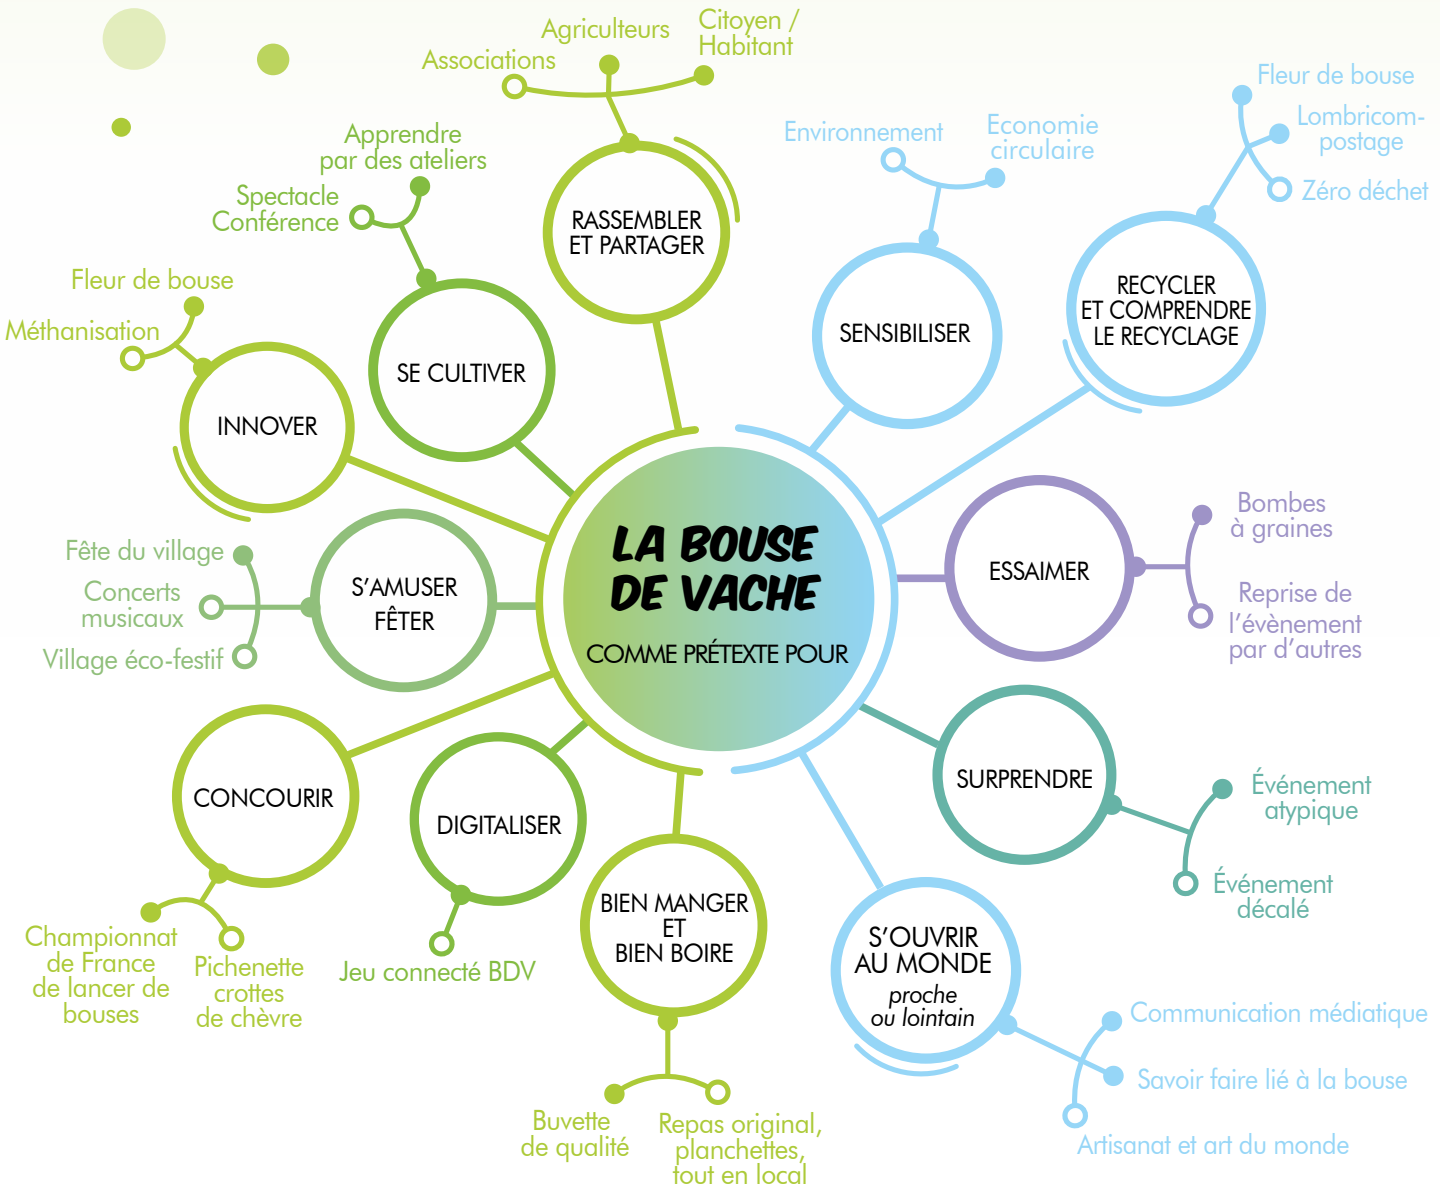 LA BOUSE
DE VACHE
COMME PRÉTEXTE POUR
RASSEMBLER
ET PARTAGER
Associations
Agriculteurs
Citoyen /
Habitant
SENSIBILISER
Environnement
Economie
circulaire
RECYCLER
ET COMPRENDRE
LE RECYCLAGE
Fleur de bouse
Lombricom-
postage
Zéro déchet
ESSAIMER
Bombes
à graines
Reprise de
l’évènement
par d’autres
SURPRENDRE
Événement
atypique
Événement
décalé
S’OUVRIR
AU MONDE
proche
ou lointain
Communication médiatique
Savoir faire lié à la bouse
Artisanat et art du monde
BIEN MANGER
ET
BIEN BOIRE
Buvette
de qualité
Repas original,
planchettes,
tout en local
DIGITALISER
Jeu connecté BDV
CONCOURIR
Championnat
de France
de lancer de
bouses
Pichenette
crottes
de chèvre
S’AMUSER
FÊTER
Fête du village
Concerts
musicaux
Village éco-festif
INNOVER
Fleur de bouse
Méthanisation
SE CULTIVER
Apprendre
par des ateliers
Spectacle
Conférence